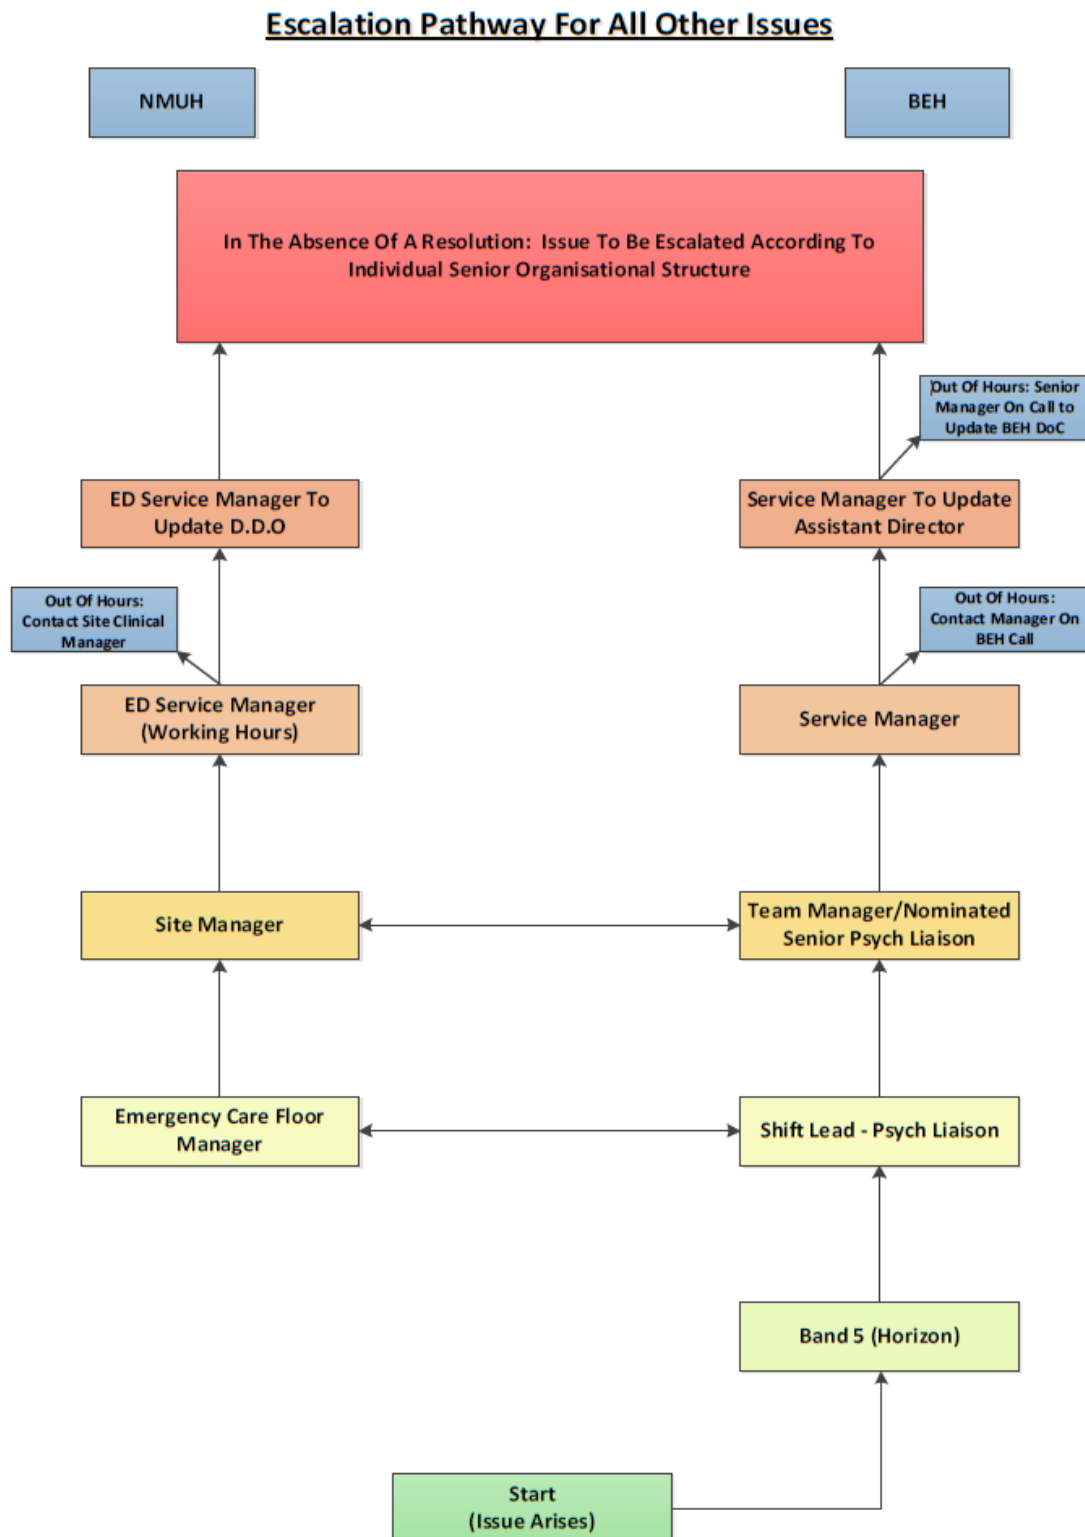 Escalation Pathway For All Other Issues
NMUH
BEH
In The Absence Of A Resolution: Issue To Be Escalated According To
Individual Senior Organisational Structure
Out Of Hours: Senior
Manager On Call to
Update BEH DoC
ED Service Manager To
Update D.D.O
Service Manager To Update
Assistant Director
Out Of Hours:
Contact Site Clinical
Manager
Out Of Hours:
Contact Manager On
BEH Call
ED Service Manager
(Working Hours)
Service Manager
Site Manager
Team Manager/Nominated
Senior Psych Liaison
Emergency Care Floor
Manager
Shift Lead - Psych Liaison
Band 5 (Horizon)
Start
(Issue Arises)